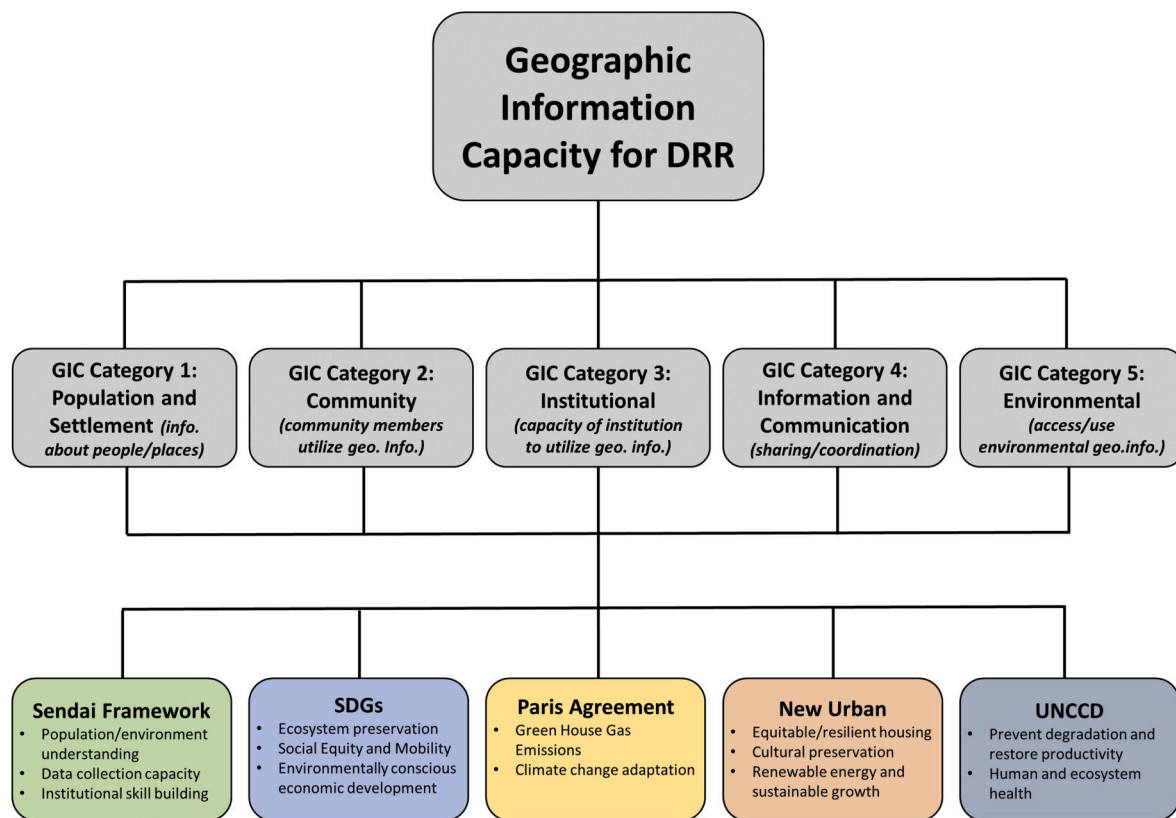 Geographic
Information
Capacity for DRR
GIC Category 1:
Population and
Settlement (info.
about people/places)
GIC Category 2:
Community
(community members
utilize geo. Info.)
GIC Category 3:
Institutional
(capacity of institution
to utilize geo. info.)
GIC Category 4:
Information and
Communication
(sharing/coordination)
GIC Category 5:
Environmental
(access/use
environmental geo.info.)
Sendai Framework
• Population/environment
understanding
• Data collection capacity
• Institutional skill building
SDGs
• Ecosystem preservation
• Social Equity and Mobility
• Environmentally conscious
economic development
Paris Agreement
• Green House Gas
Emissions
• Climate change adaptation
New Urban
• Equitable/resilient housing
• Cultural preservation
• Renewable energy and
sustainable growth
UNCCD
• Prevent degradation and
restore productivity
• Human and ecosystem
health